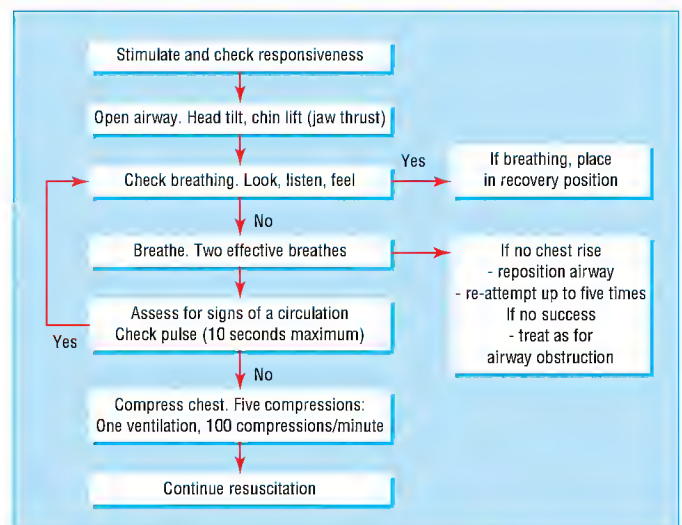 Stimulate and check responsiveness
Open airway. Head tilt, chin lift (jaw thrust)
Check breathing. Look, listen, feel
Yes
If breathing, place
in recovery position
No
Breathe. Two effective breathes
If no chest rise
- reposition airway
- re-attempt up to five times
If no success
- treat as for
airway obstruction
Assess for signs of a circulation
Check pulse (10 seconds maximum)
Yes
No
Compress chest. Five compressions:
One ventilation, 100 compressions/minute
Continue resuscitation